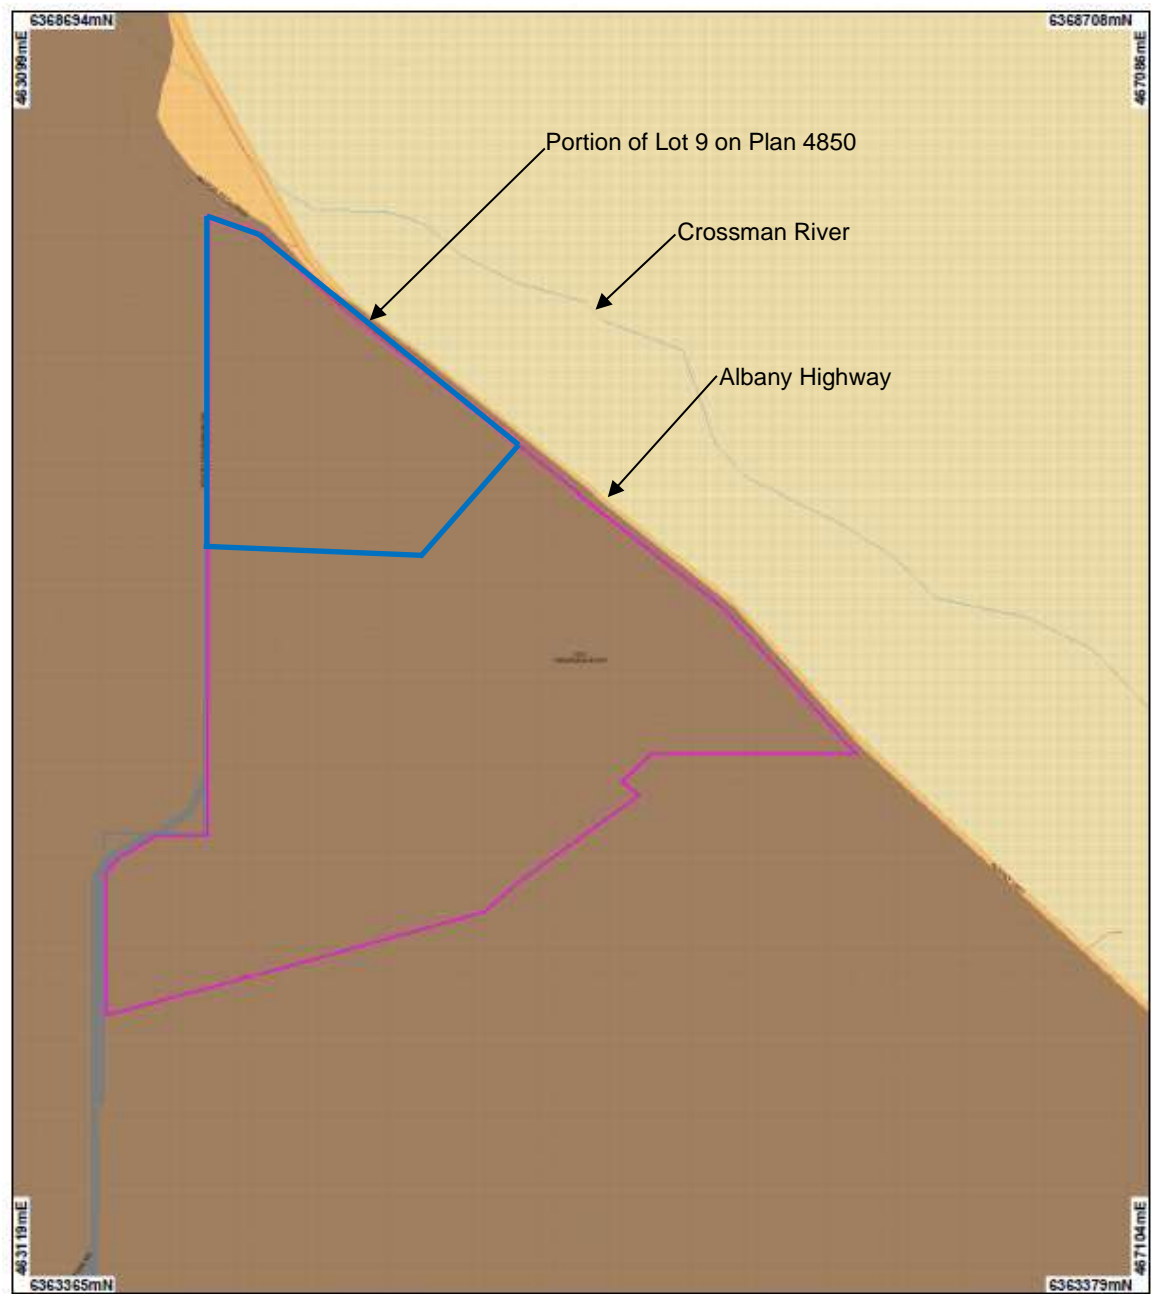 6368694mN
6368708mN
463099mE
467086mE
Portion of Lot 9 on Plan 4850
Crossman River
Albany Highway
463119mE
467104mE
6363365mN
6363379mN